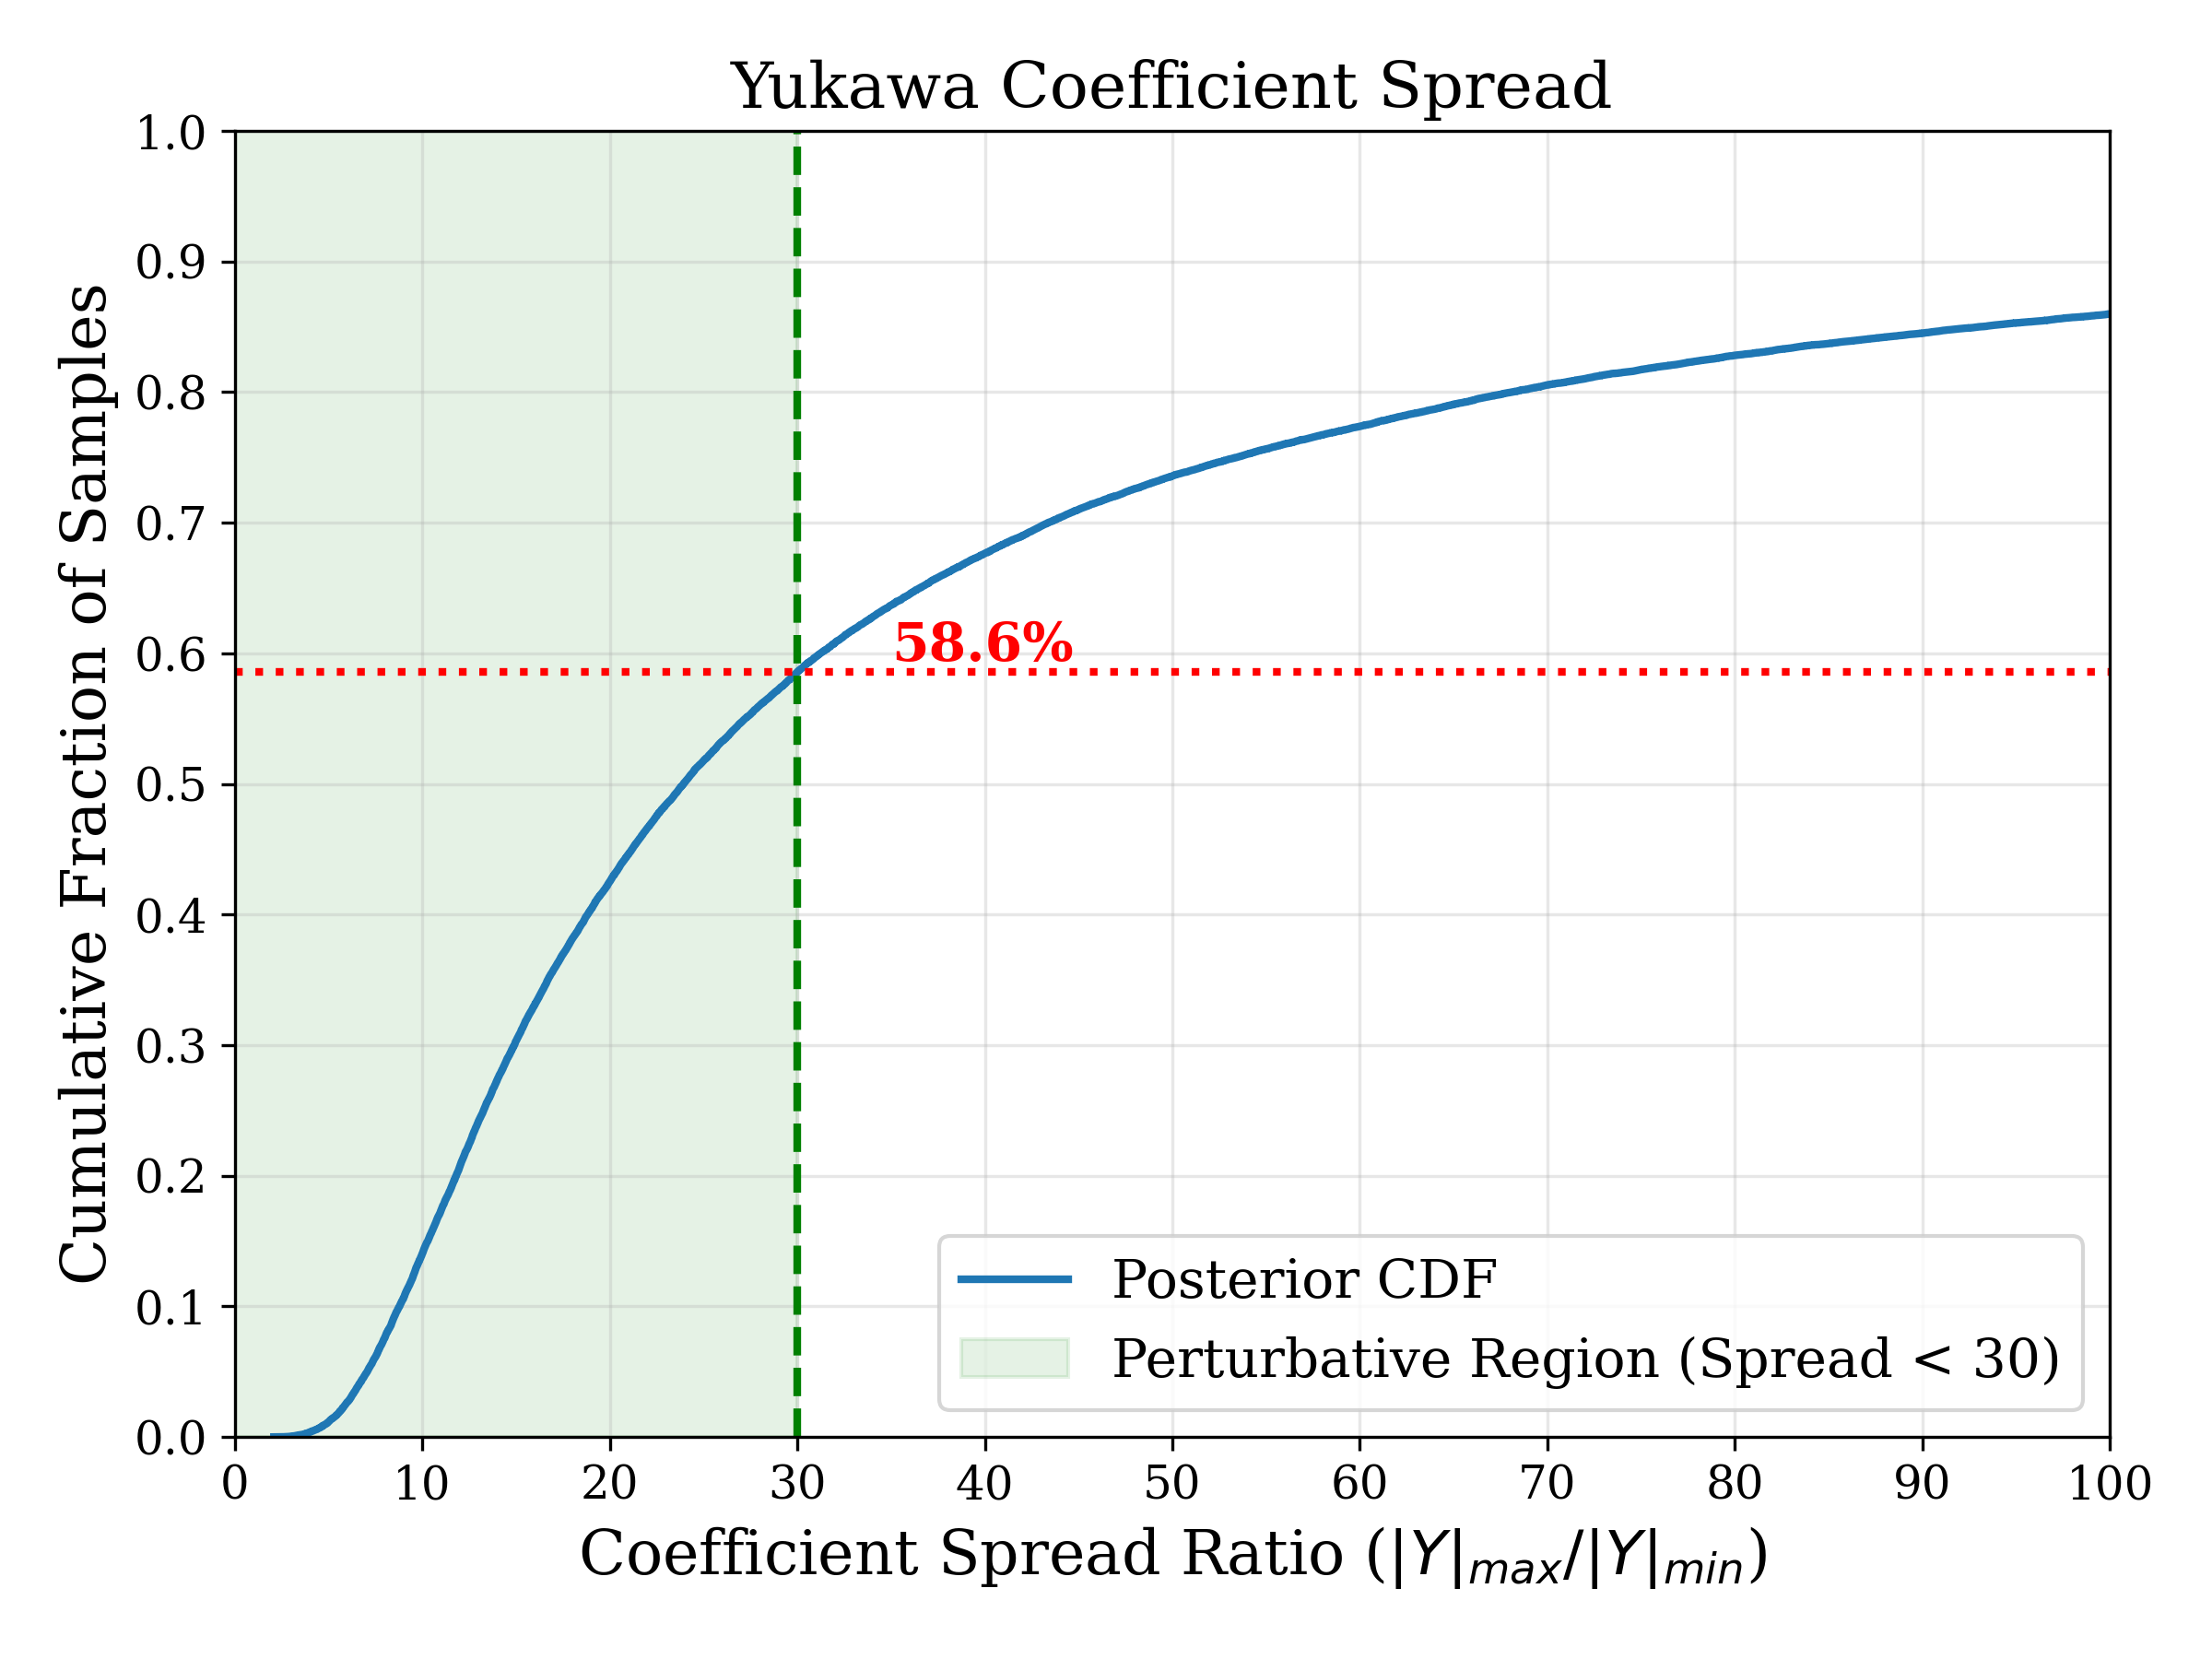 Yukawa Coefficient Spread
Cumulative Fraction of Samples
1.0
0.9
0.8
0.7
0.6
0.5
0.4
0.3
0.2
0.1
0.0
58.6%
Posterior CDF
Perturbative Region (Spread < 30)
0 10 20 30 40 50 60 70 80 90 100
Coefficient Spread Ratio (|Y|max/|Y|min)